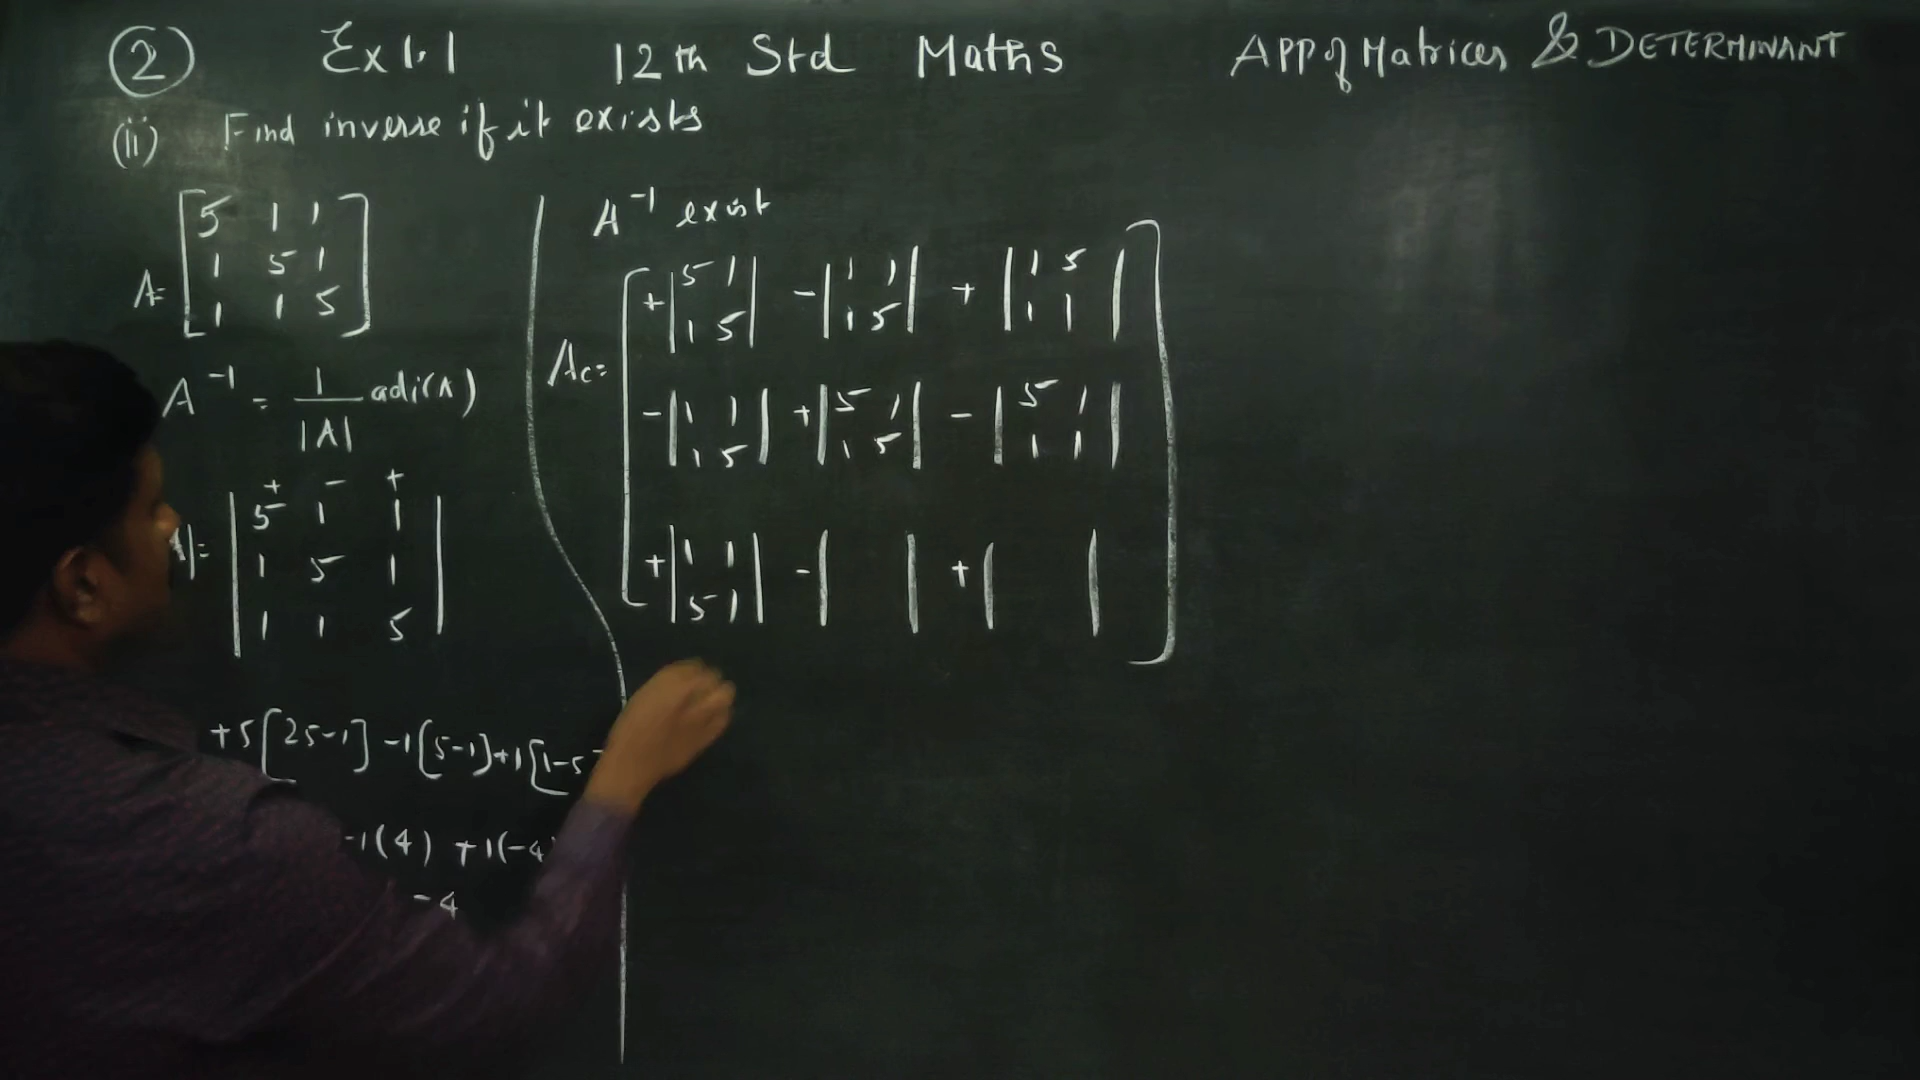 2 Ex 1.1 12th Std Maths APP of Matrices & DETERMINANT
(ii) Find inverse if it exists
A= [ 5 1 1
1 5 1
1 1 5 ]
A⁻¹ = 1/|A| adj(A)
+ - +
A|= | 5 1 1 |
| 1 5 1 |
| 1 1 5 |
+5[25-1] -1[5-1]+1[1-5
-1(4) +1(-4)
-4
A⁻¹ exist
Ac= [ +| 5 1 | -| 1 1 | + | 1 5 |
| 1 5 | | 1 5 | | 1 1 |
-| 1 1 | +| 5 1 | - | 5 1 |
| 1 5 | | 1 5 | | 1 1 |
+| 1 1 | -| | +| |
| 5 1 | | | | | ]